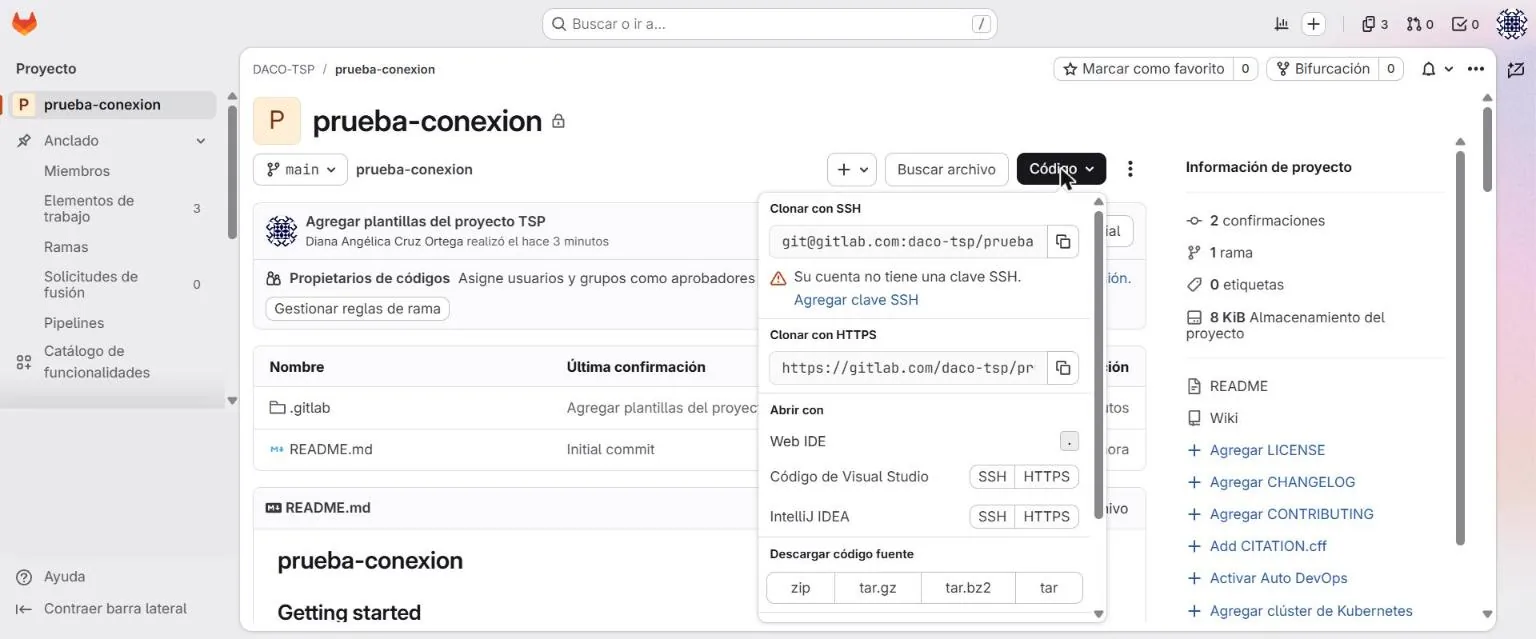 Buscar o ir a...
/
3
0
0
Proyecto
P prueba-conexion
Anclado
Miembros
Elementos de
trabajo
3
Ramas
Solicitudes de
fusión
0
Pipelines
Catálogo de
funcionalidades
Ayuda
Contraer barra lateral
DACO-TSP / prueba-conexion
Marcar como favorito 0
Bifurcación 0
P prueba-conexion
main
prueba-conexion
Buscar archivo
Código
Agregar plantillas del proyecto TSP
Diana Angélica Cruz Ortega realizó el hace 3 minutos
Propietarios de códigos Asigne usuarios y grupos como aprobadores
Gestionar reglas de rama
Nombre Última confirmación
.gitlab Agregar plantillas del proyec
README.md Initial commit
README.md
prueba-conexion
Getting started
Clonar con SSH
git@gitlab.com:daco-tsp/prueba
Su cuenta no tiene una clave SSH.
Agregar clave SSH
Clonar con HTTPS
https://gitlab.com/daco-tsp/pr
Abrir con
Web IDE .
Código de Visual Studio SSH HTTPS
IntelliJ IDEA SSH HTTPS
Descargar código fuente
zip tar.gz tar.bz2 tar
Información de proyecto
2 confirmaciones
1 rama
0 etiquetas
8 KiB Almacenamiento del
proyecto
README
Wiki
+ Agregar LICENSE
+ Agregar CHANGELOG
+ Agregar CONTRIBUTING
+ Add CITATION.cff
+ Activar Auto DevOps
+ Agregar clúster de Kubernetes